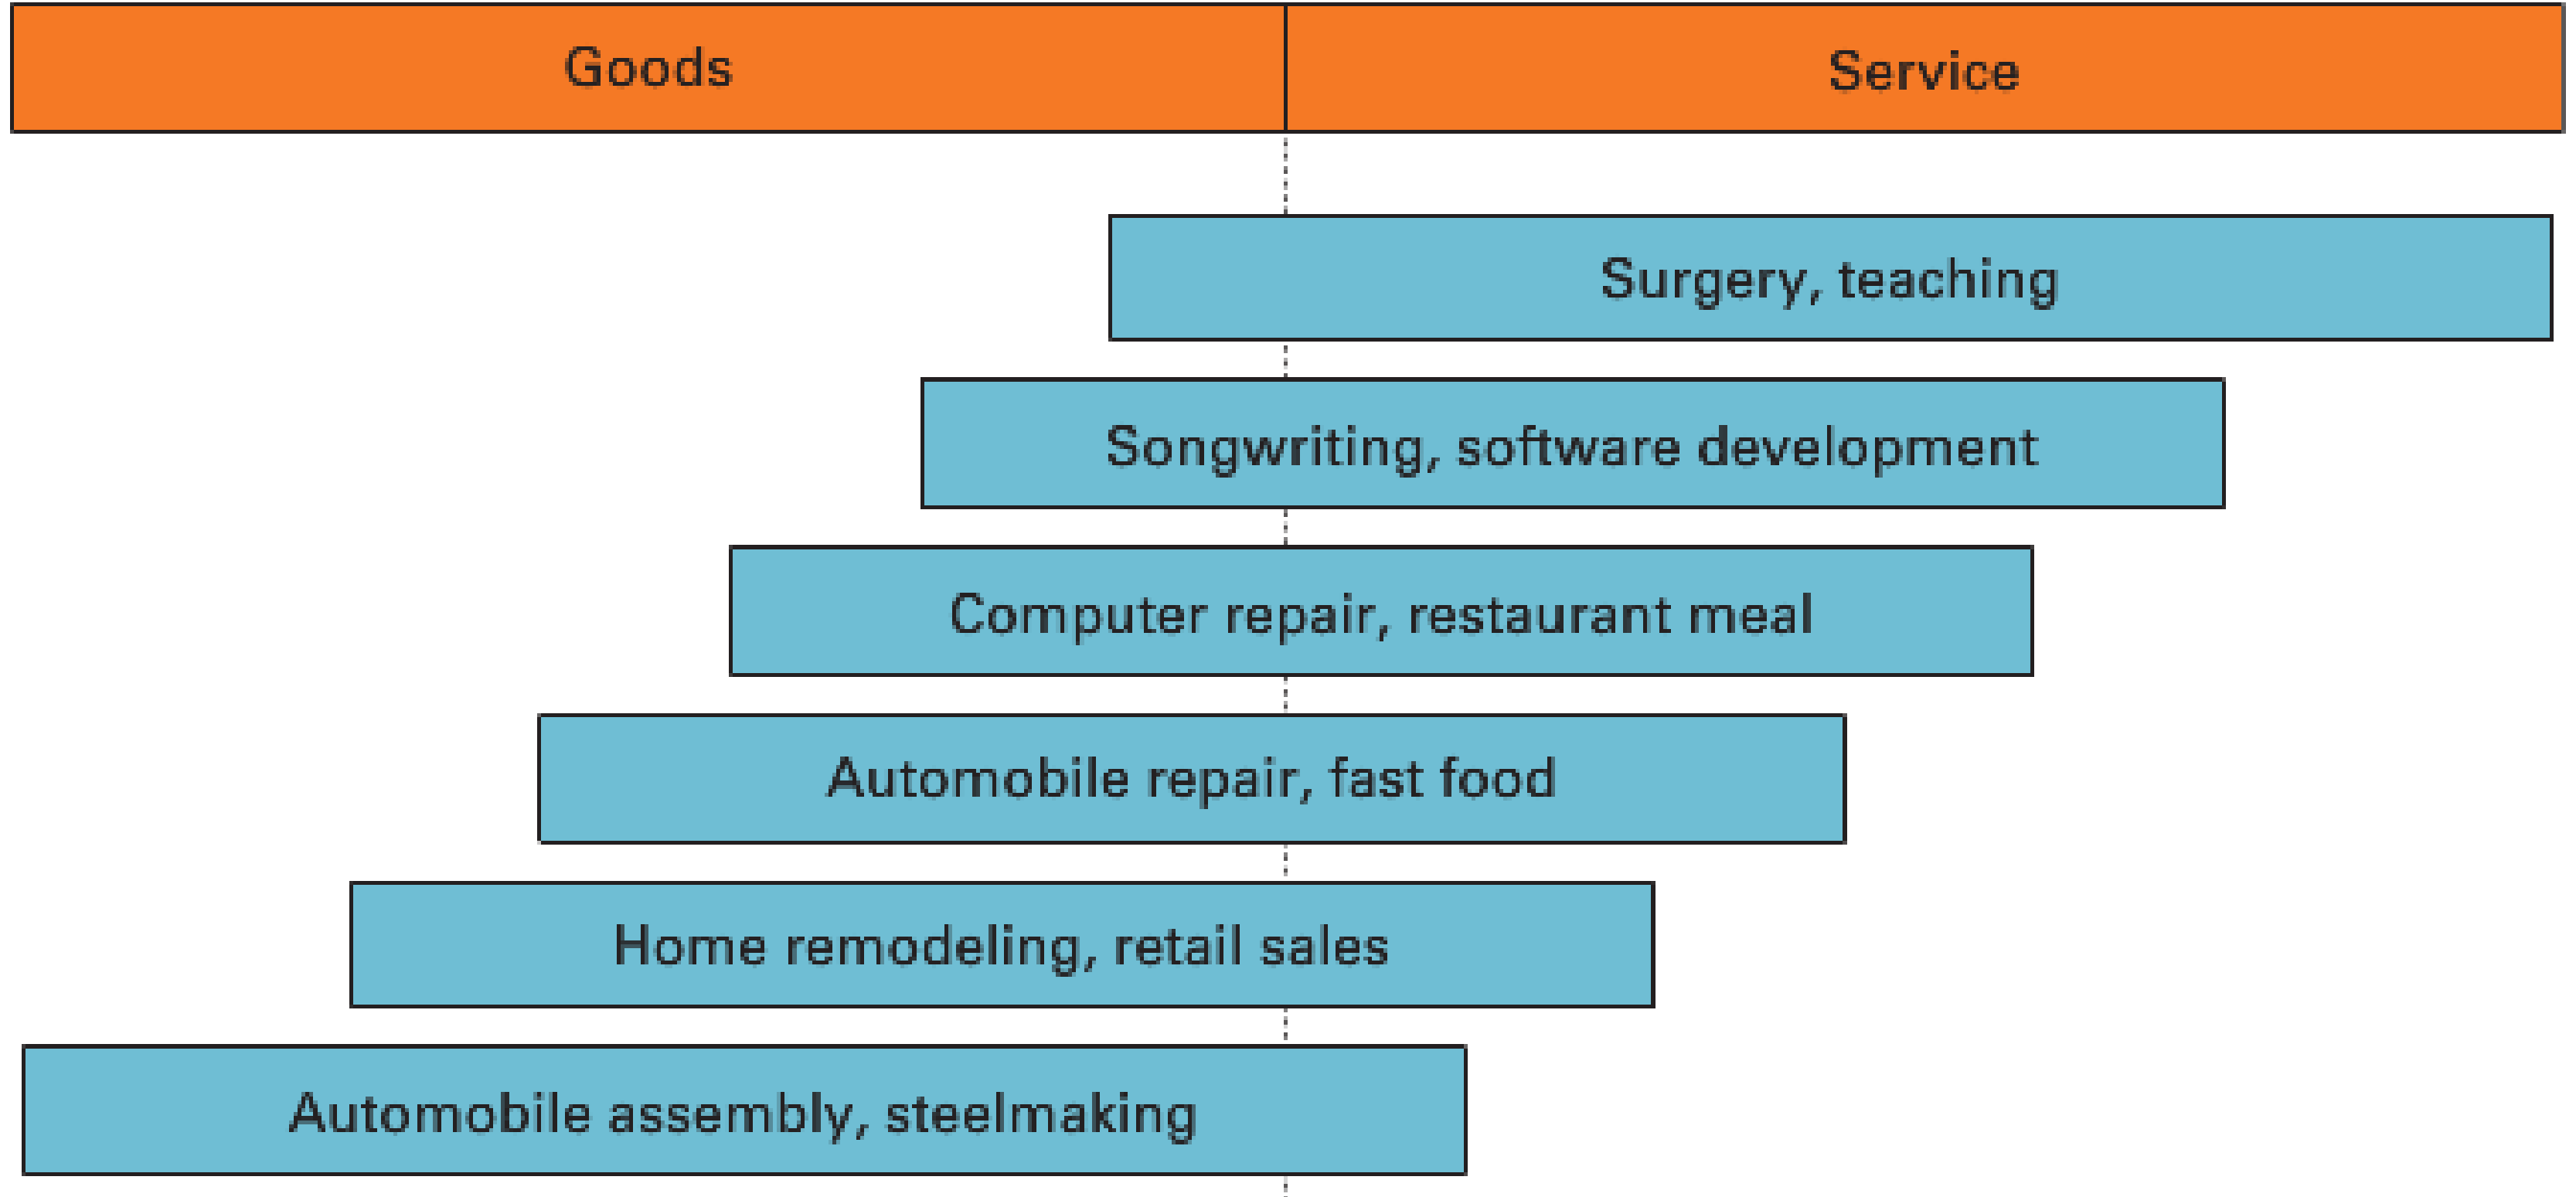 Goods
Service
Surgery, teaching
Songwriting, software development
Computer repair, restaurant meal
Automobile repair, fast food
Home remodeling, retail sales
Automobile assembly, steelmaking